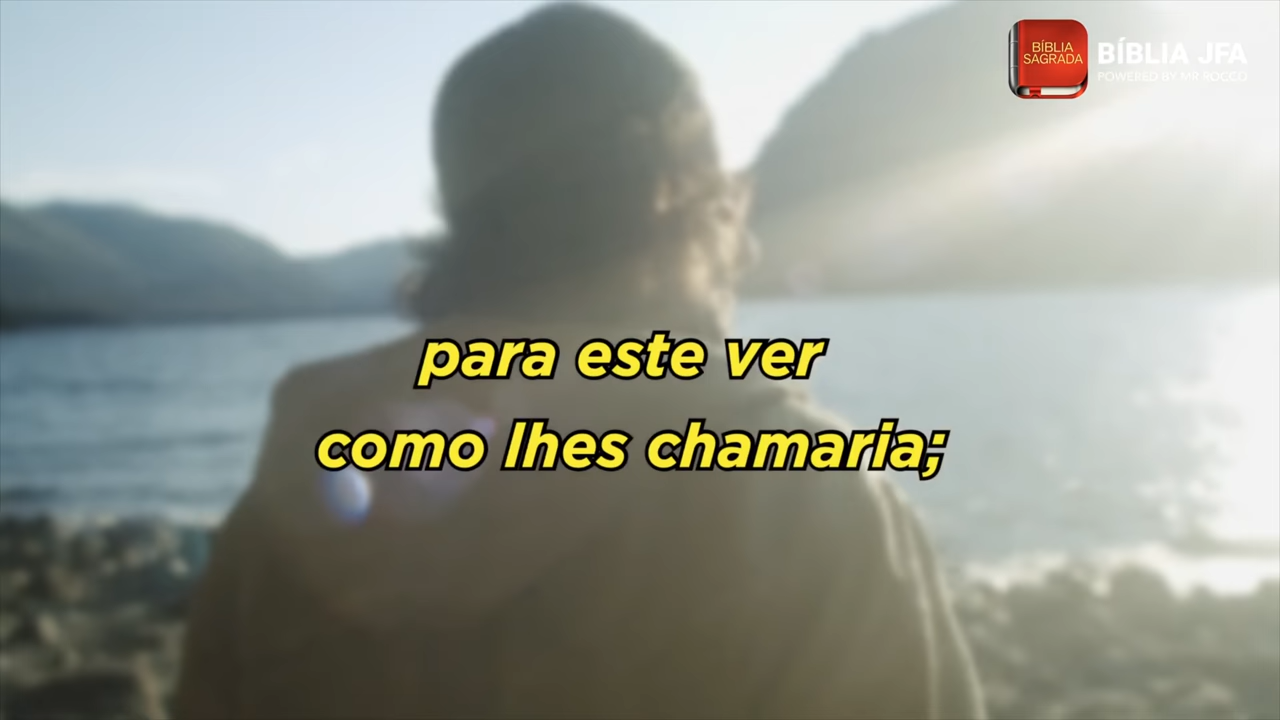 BÍBLIA
SAGRADA
BÍBLIA JFA
POWERED BY MR ROCCO
para este ver
como lhes chamaria;